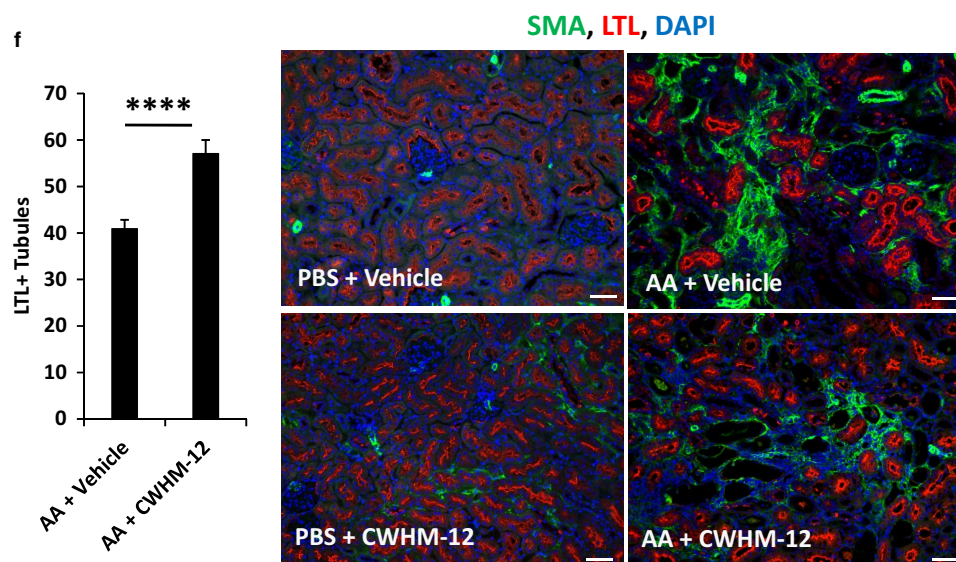 f
SMA, LTL, DAPI
70
60
50
40
30
20
10
0
LTL+ Tubules
****
AA + Vehicle
AA + CWHM-12
PBS + Vehicle
AA + Vehicle
PBS + CWHM-12
AA + CWHM-12